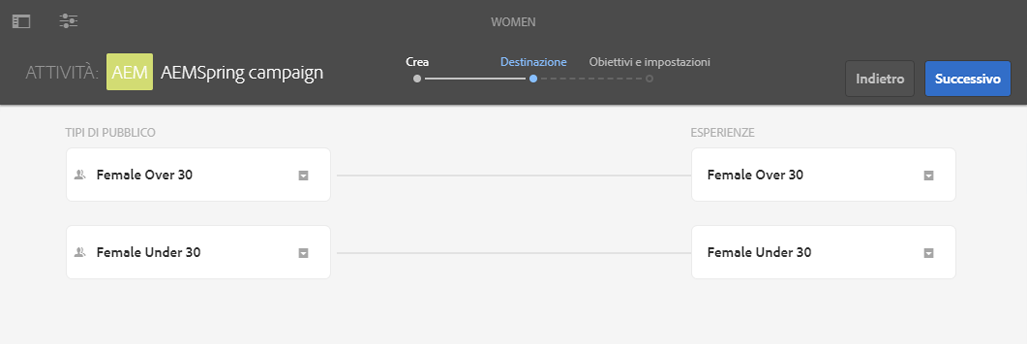 WOMEN
ATTIVITÀ: AEM AEMSpring campaign
Crea Destinazione Obiettivi e impostazioni
Indietro Successivo
TIPI DI PUBBLICO ESPERIENZE
Female Over 30 Female Over 30
Female Under 30 Female Under 30